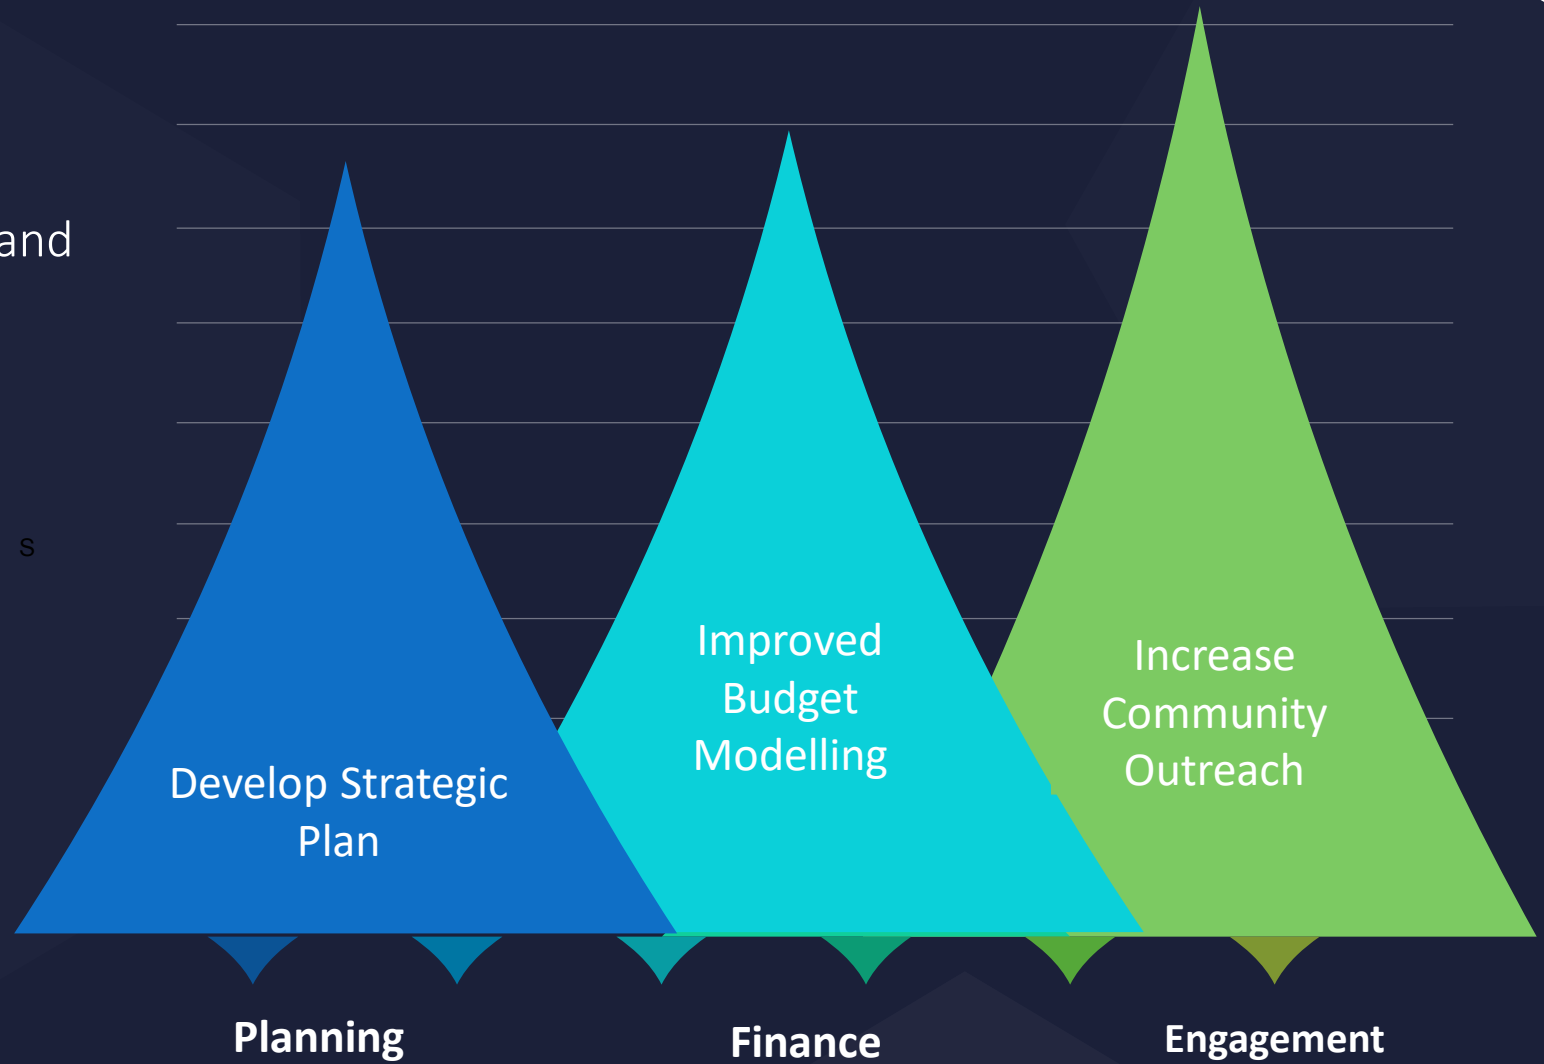 and
s
Improved
Budget
Modelling
Increase
Community
Outreach
Develop Strategic
Plan
Planning
Finance
Engagement